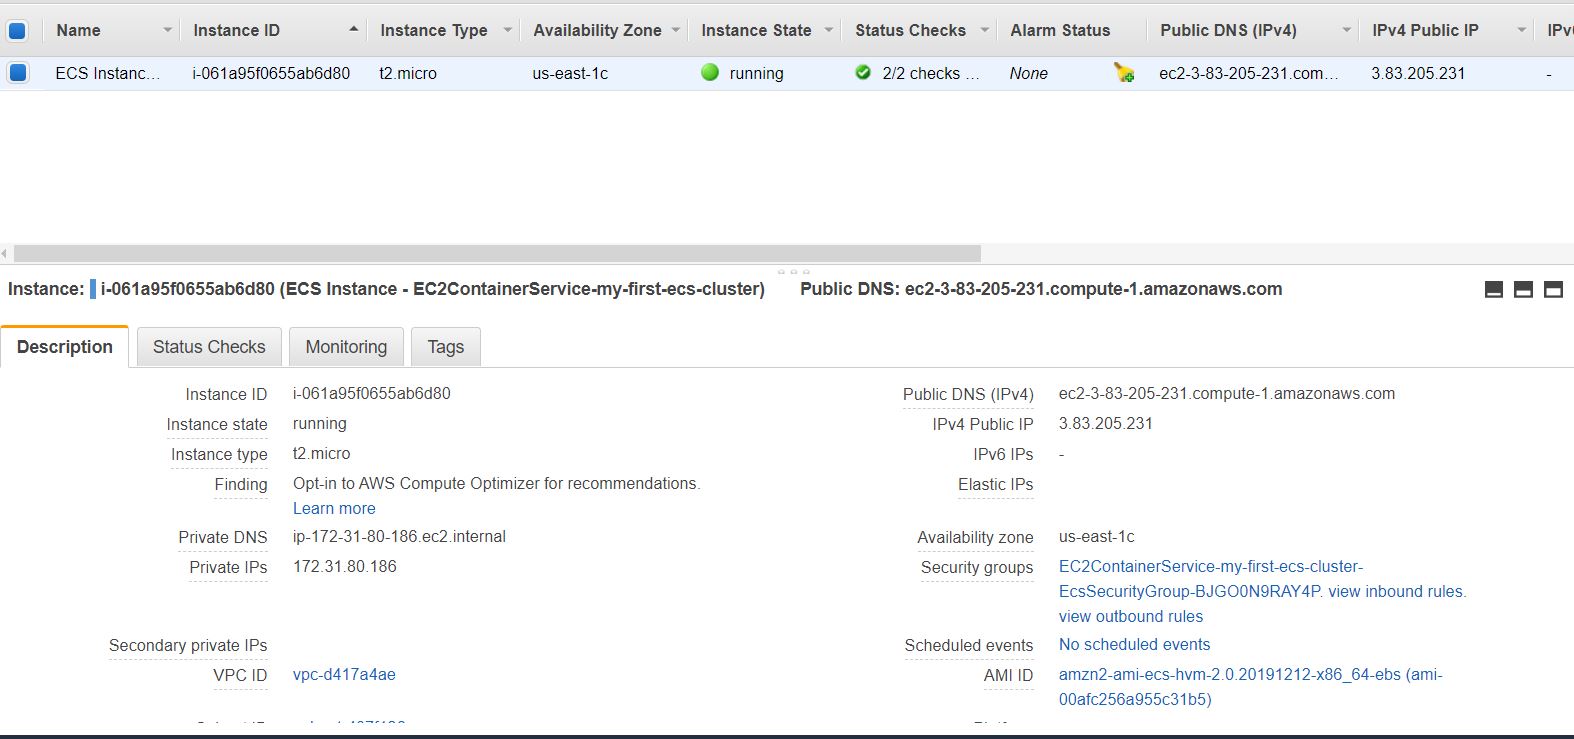 Name Instance ID Instance Type Availability Zone Instance State Status Checks Alarm Status Public DNS (IPv4) IPv4 Public IP
ECS Instanc... i-061a95f0655ab6d80 t2.micro us-east-1c running 2/2 checks ... None ec2-3-83-205-231.com... 3.83.205.231 -
Instance: i-061a95f0655ab6d80 (ECS Instance - EC2ContainerService-my-first-ecs-cluster) Public DNS: ec2-3-83-205-231.compute-1.amazonaws.com
Description Status Checks Monitoring Tags
Instance ID i-061a95f0655ab6d80 Public DNS (IPv4) ec2-3-83-205-231.compute-1.amazonaws.com
Instance state running IPv4 Public IP 3.83.205.231
Instance type t2.micro IPv6 IPs -
Finding Opt-in to AWS Compute Optimizer for recommendations. Elastic IPs
Learn more
Private DNS ip-172-31-80-186.ec2.internal Availability zone us-east-1c
Private IPs 172.31.80.186 Security groups EC2ContainerService-my-first-ecs-cluster-
EcsSecurityGroup-BJGO0N9RAY4P. view inbound rules.
view outbound rules
Secondary private IPs Scheduled events No scheduled events
VPC ID vpc-d417a4ae AMI ID amzn2-ami-ecs-hvm-2.0.20191212-x86_64-ebs (ami-
00afc256a955c31b5)